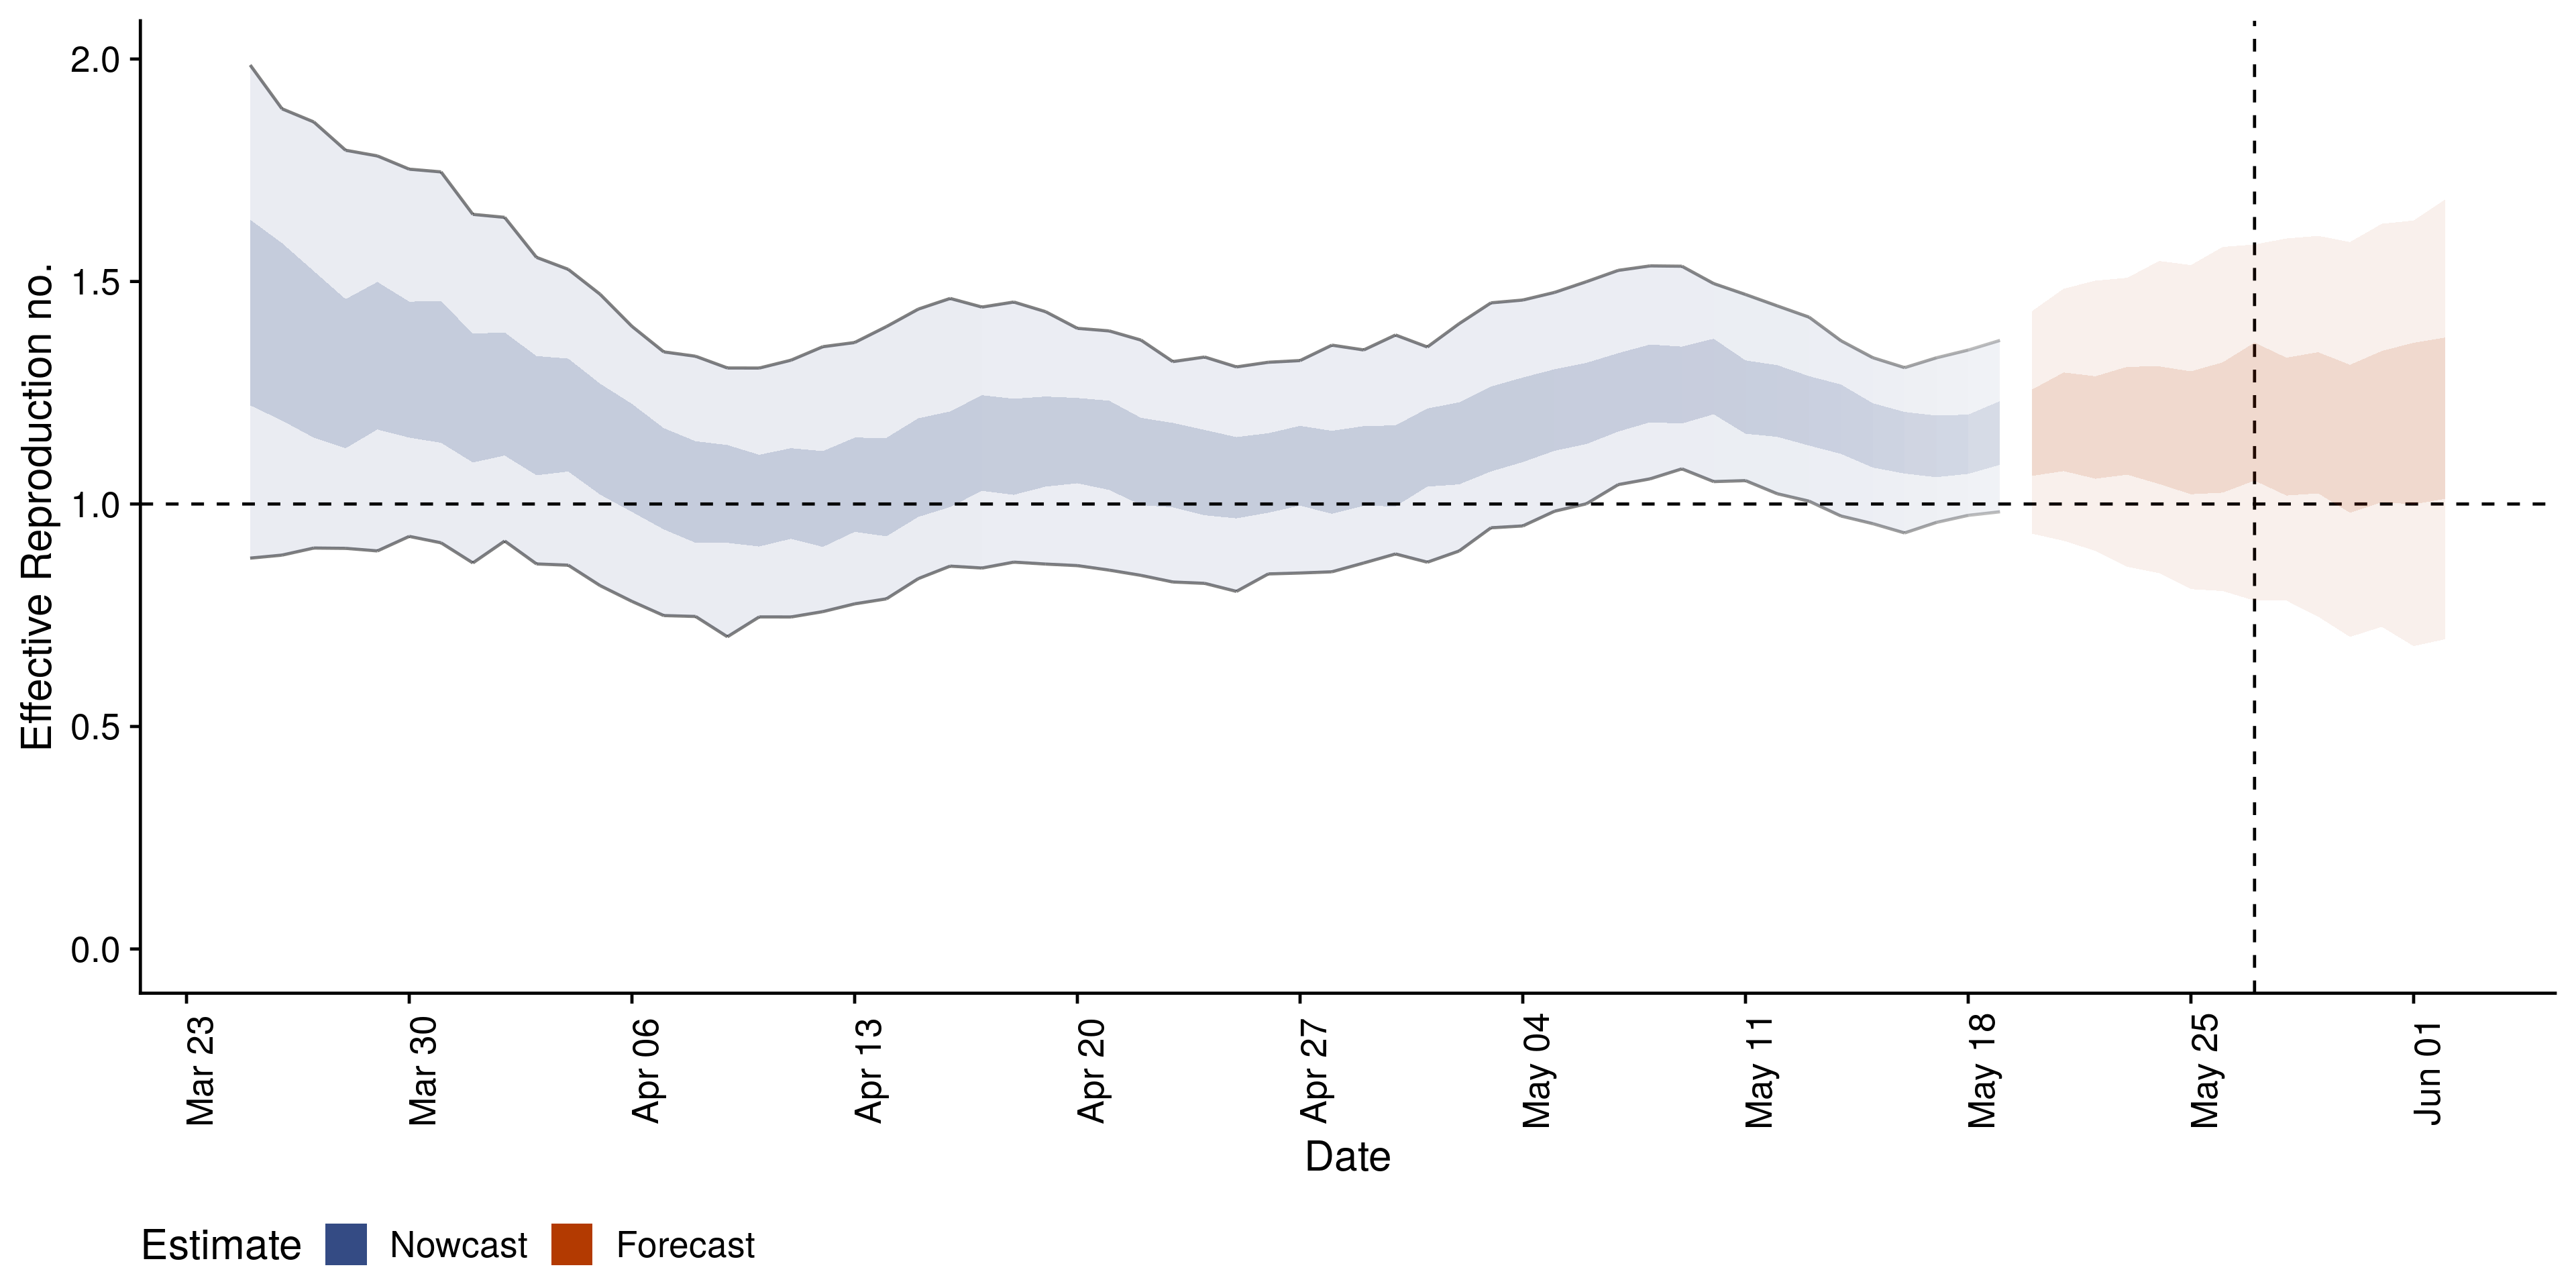 Effective Reproduction no.
2.0
1.5
1.0
0.5
0.0
Mar 23
Mar 30
Apr 06
Apr 13
Apr 20
Apr 27
May 04
May 11
May 18
May 25
Jun 01
Date
Estimate Nowcast Forecast